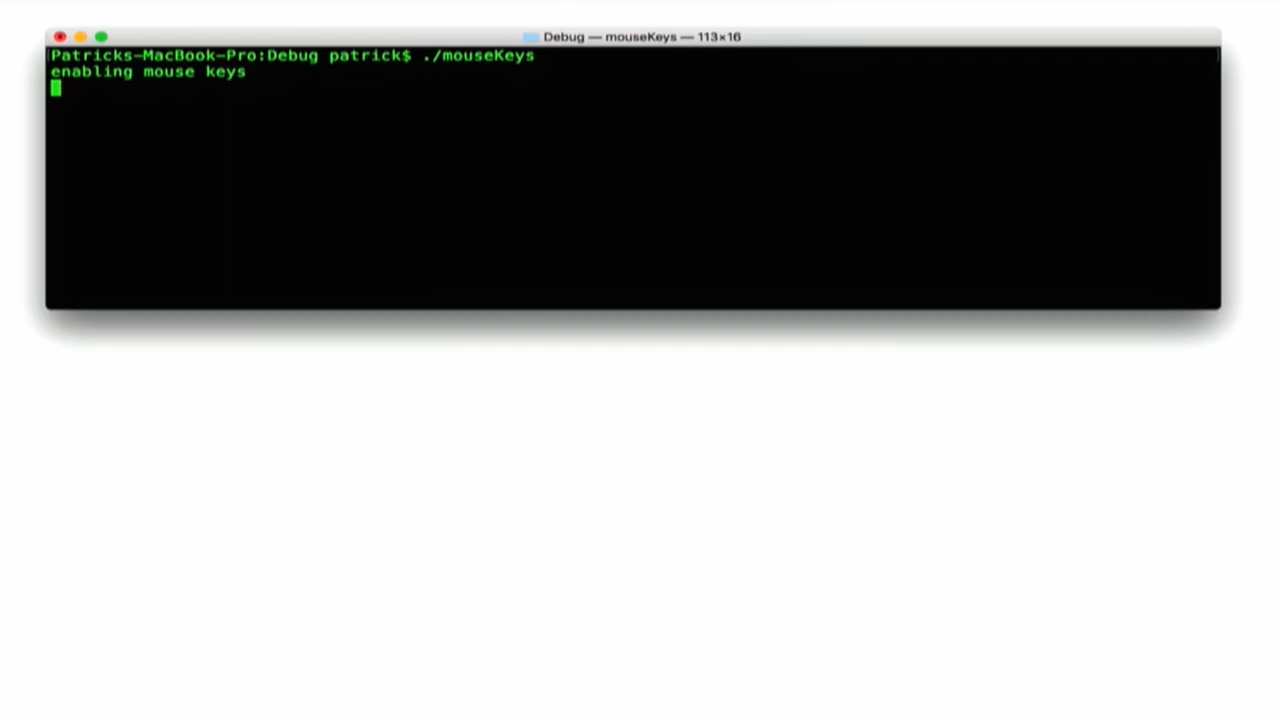 Debug — mouseKeys — 113×16
Patricks-MacBook-Pro:Debug patrick$ ./mouseKeys
enabling mouse keys